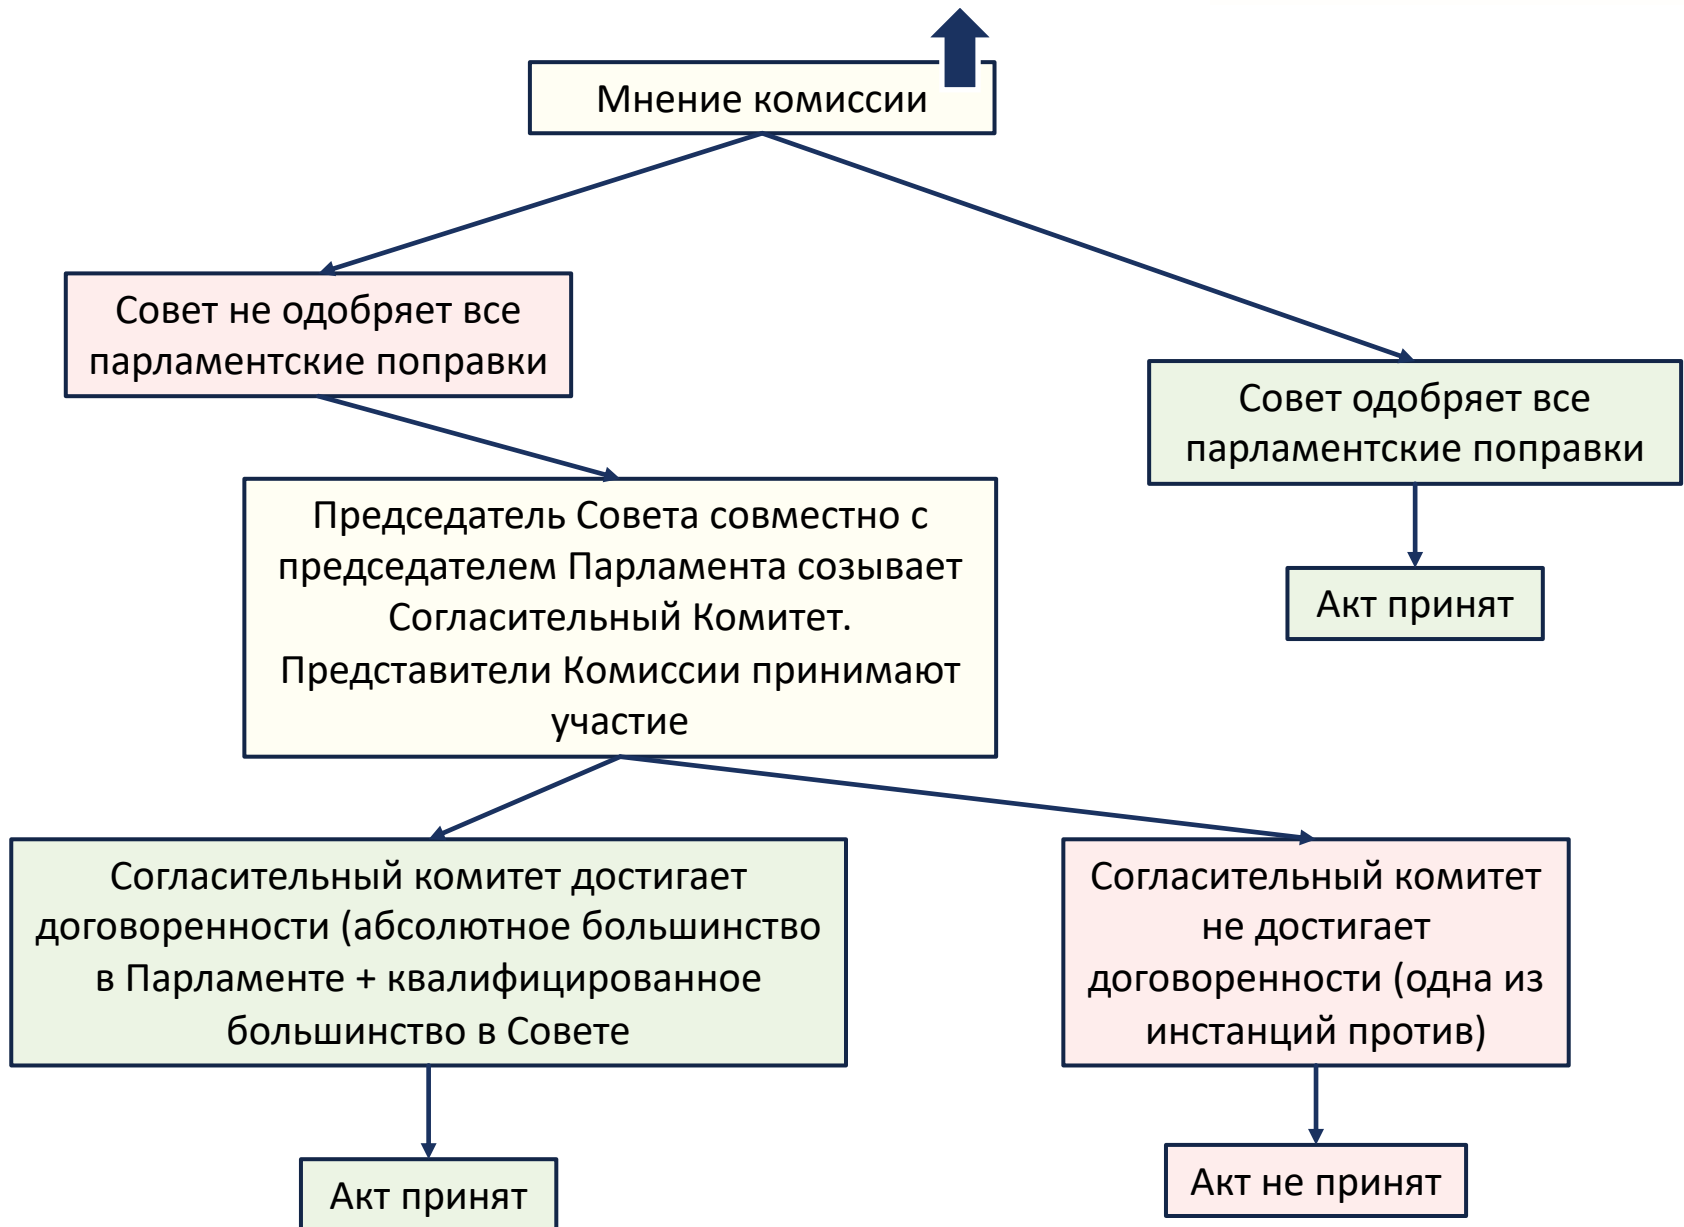 Мнение комиссии
Совет не одобряет все
парламентские поправки
Совет одобряет все
парламентские поправки
Акт принят
Председатель Совета совместно с
председателем Парламента созывает
Согласительный Комитет.
Представители Комиссии принимают
участие
Согласительный комитет достигает
договоренности (абсолютное большинство
в Парламенте + квалифицированное
большинство в Совете
Согласительный комитет
не достигает
договоренности (одна из
инстанций против)
Акт принят
Акт не принят